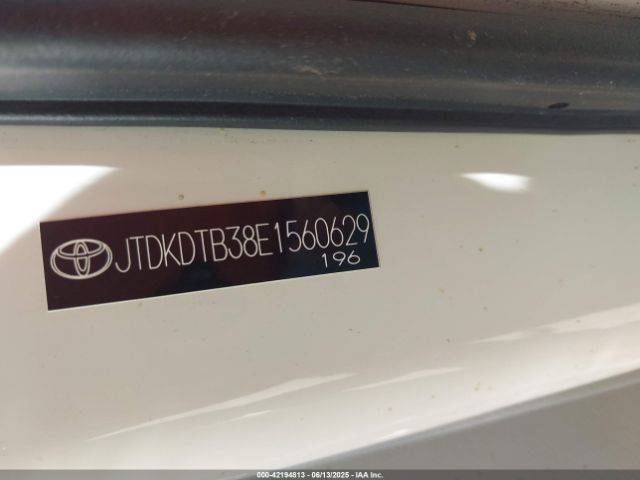 JTDKDTB38E1560629
196
000-42194813 - 06/13/2025 - IAA Inc.